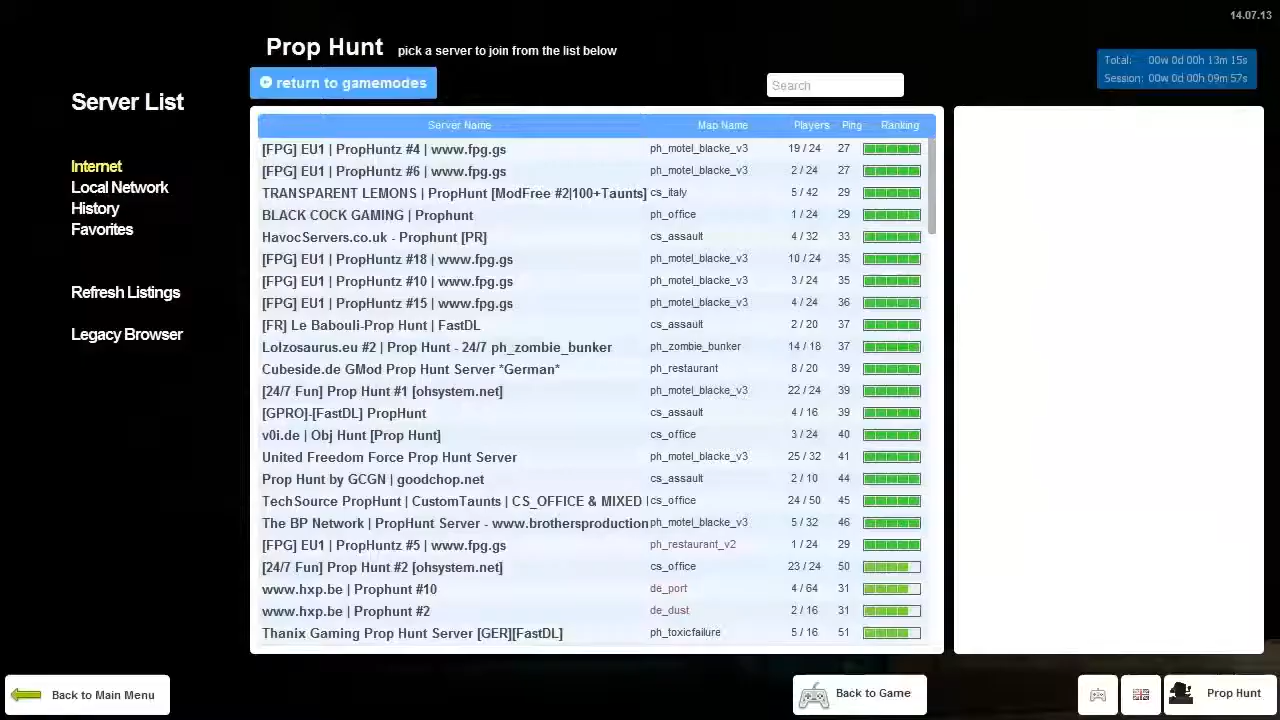 14.07.13
Prop Hunt pick a server to join from the list below
Total: 00w 0d 00h 13m 15s
Session: 00w 0d 00h 09m 57s
return to gamemodes
Search
Server List
Internet
Local Network
History
Favorites
Refresh Listings
Legacy Browser
Server Name Map Name Players Ping Ranking
[FPG] EU1 | PropHuntz #4 | www.fpg.gs ph_motel_blacke_v3 19 / 24 27
[FPG] EU1 | PropHuntz #6 | www.fpg.gs ph_motel_blacke_v3 2 / 24 27
TRANSPARENT LEMONS | PropHunt [ModFree #2|100+Taunts] cs_italy 5 / 42 29
BLACK COCK GAMING | Prophunt ph_office 1 / 24 29
HavocServers.co.uk - Prophunt [PR] cs_assault 4 / 32 33
[FPG] EU1 | PropHuntz #18 | www.fpg.gs ph_motel_blacke_v3 10 / 24 35
[FPG] EU1 | PropHuntz #10 | www.fpg.gs ph_motel_blacke_v3 3 / 24 35
[FPG] EU1 | PropHuntz #15 | www.fpg.gs ph_motel_blacke_v3 4 / 24 36
[FR] Le Babouli-Prop Hunt | FastDL cs_assault 2 / 20 37
Lolzosaurus.eu #2 | Prop Hunt - 24/7 ph_zombie_bunker ph_zombie_bunker 14 / 18 37
Cubeside.de GMod Prop Hunt Server *German* ph_restaurant 8 / 20 39
[24/7 Fun] Prop Hunt #1 [ohsystem.net] ph_motel_blacke_v3 22 / 24 39
[GPRO]-[FastDL] PropHunt cs_assault 4 / 16 39
v0i.de | Obj Hunt [Prop Hunt] cs_office 3 / 24 40
United Freedom Force Prop Hunt Server ph_motel_blacke_v3 25 / 32 41
Prop Hunt by GCGN | goodchop.net cs_assault 2 / 10 44
TechSource PropHunt | CustomTaunts | CS_OFFICE & MIXED | cs_office 24 / 50 45
The BP Network | PropHunt Server - www.brothersproduction ph_motel_blacke_v3 5 / 32 46
[FPG] EU1 | PropHuntz #5 | www.fpg.gs ph_restaurant_v2 1 / 24 29
[24/7 Fun] Prop Hunt #2 [ohsystem.net] cs_office 23 / 24 50
www.hxp.be | Prophunt #10 de_port 4 / 64 31
www.hxp.be | Prophunt #2 de_dust 2 / 16 31
Thanix Gaming Prop Hunt Server [GER][FastDL] ph_toxicfailure 5 / 16 51
Back to Main Menu
Back to Game
Prop Hunt